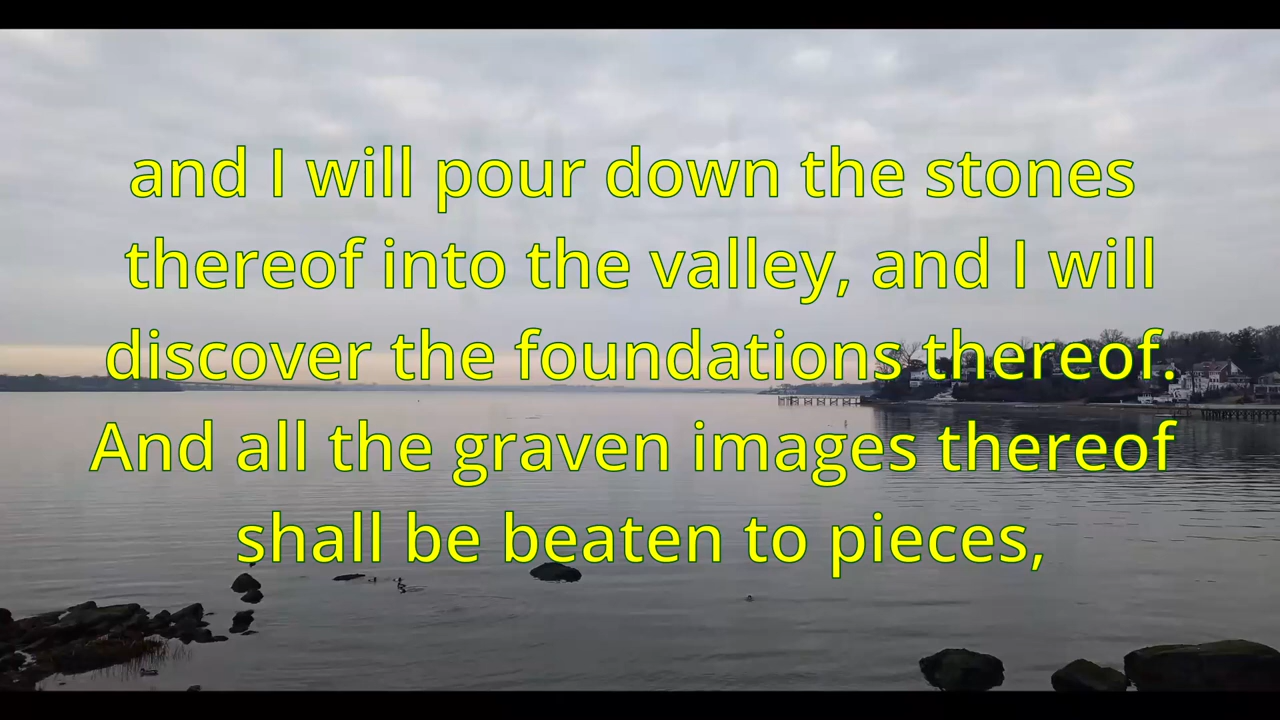 and I will pour down the stones
thereof into the valley, and I will
discover the foundations thereof.
And all the graven images thereof
shall be beaten to pieces,